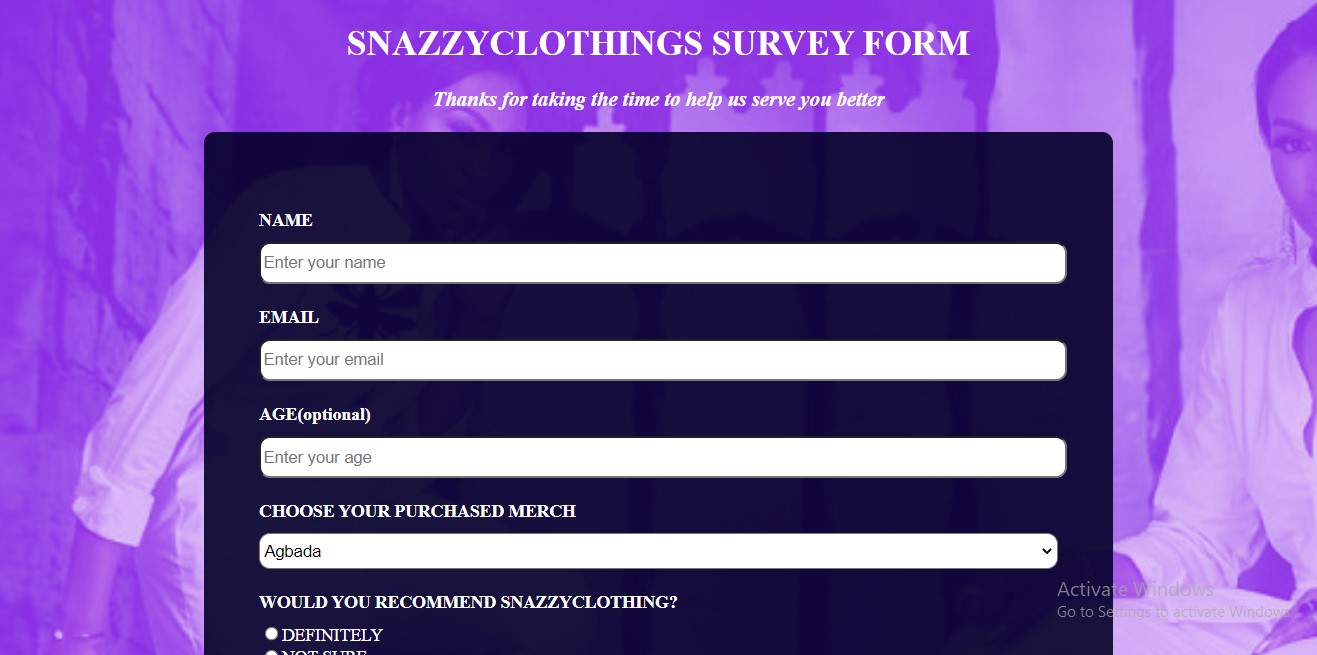 SNAZZYCLOTHINGS SURVEY FORM
Thanks for taking the time to help us serve you better
NAME
Enter your name
EMAIL
Enter your email
AGE(optional)
Enter your age
CHOOSE YOUR PURCHASED MERCH
Agbada
WOULD YOU RECOMMEND SNAZZYCLOTHING?
Activate Windows
Go to Settings to activate Windows.
DEFINITELY
NOT SURE